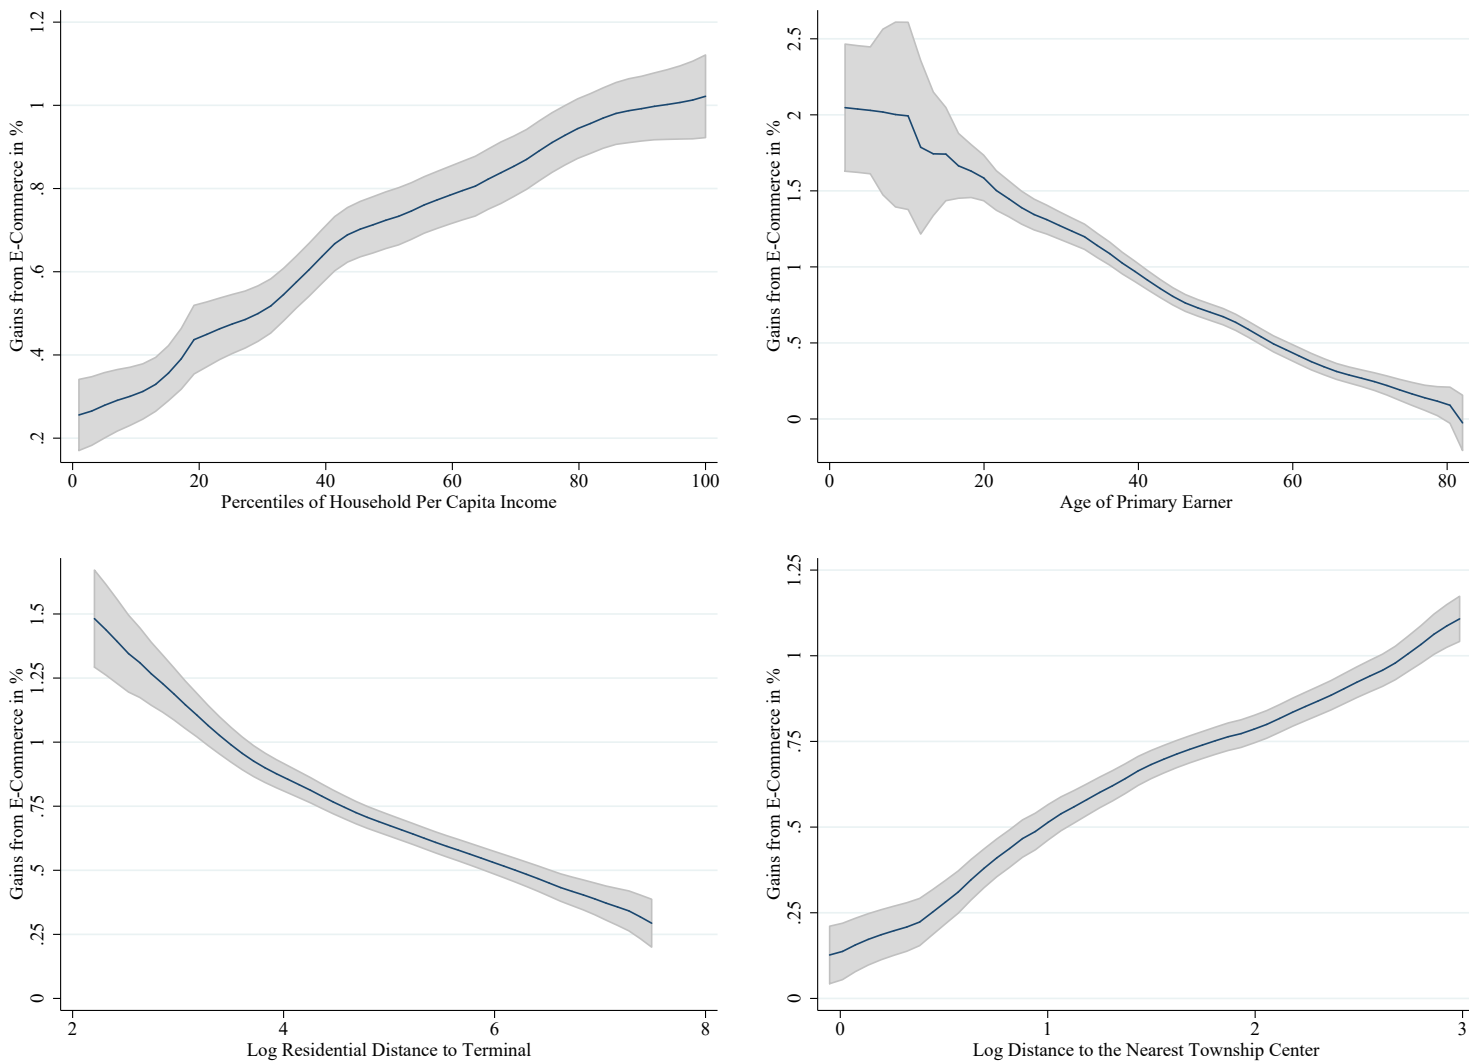 Gains from E-Commerce in %
.2 .4 .6 .8 1 1.2
0 20 40 60 80 100
Percentiles of Household Per Capita Income
Gains from E-Commerce in %
0 .5 1 1.5 2 2.5
0 20 40 60 80
Age of Primary Earner
Gains from E-Commerce in %
0 .25 .5 .75 1 1.25 1.5
2 4 6 8
Log Residential Distance to Terminal
Gains from E-Commerce in %
0 .25 .5 .75 1 1.25
0 1 2 3
Log Distance to the Nearest Township Center